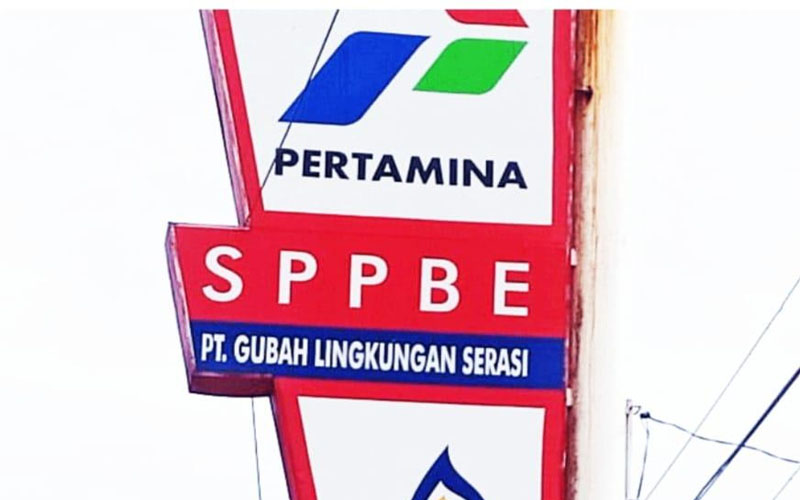 PERTAMINA
SPPBE
PT. GUBAH LINGKUNGAN SERASI